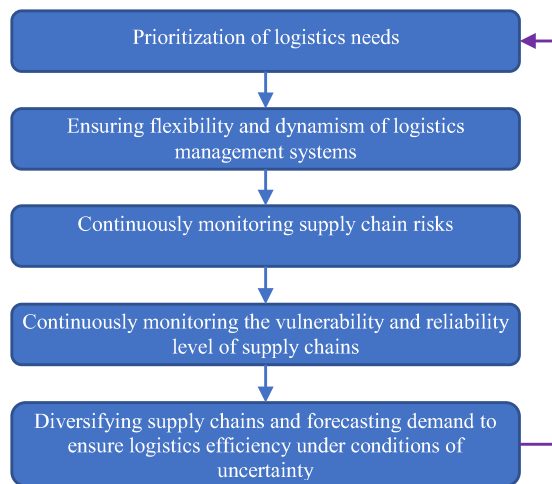 Prioritization of logistics needs
Ensuring flexibility and dynamism of logistics
management systems
Continuously monitoring supply chain risks
Continuously monitoring the vulnerability and reliability
level of supply chains
Diversifying supply chains and forecasting demand to
ensure logistics efficiency under conditions of
uncertainty